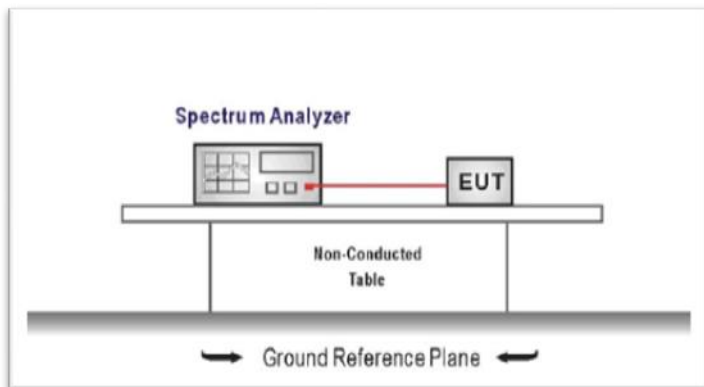 Spectrum Analyzer
EUT
Non-Conducted
Table
Ground Reference Plane